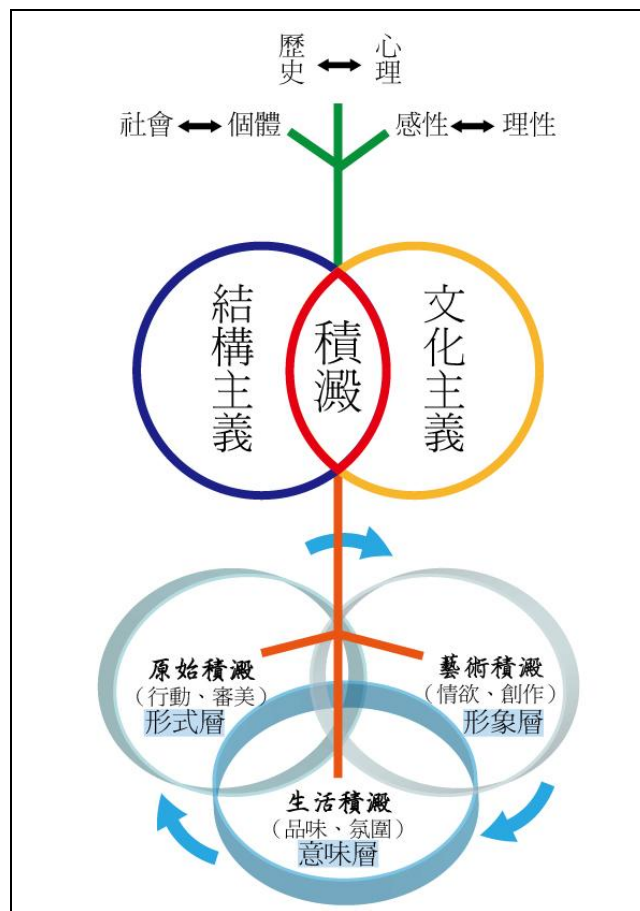 歷史
心理
社會
個體
感性
理性
結構主義
積澱
文化主義
原始積澱
(行動、審美)
形式層
藝術積澱
(情欲、創作)
形象層
生活積澱
(品味、氛圍)
意味層